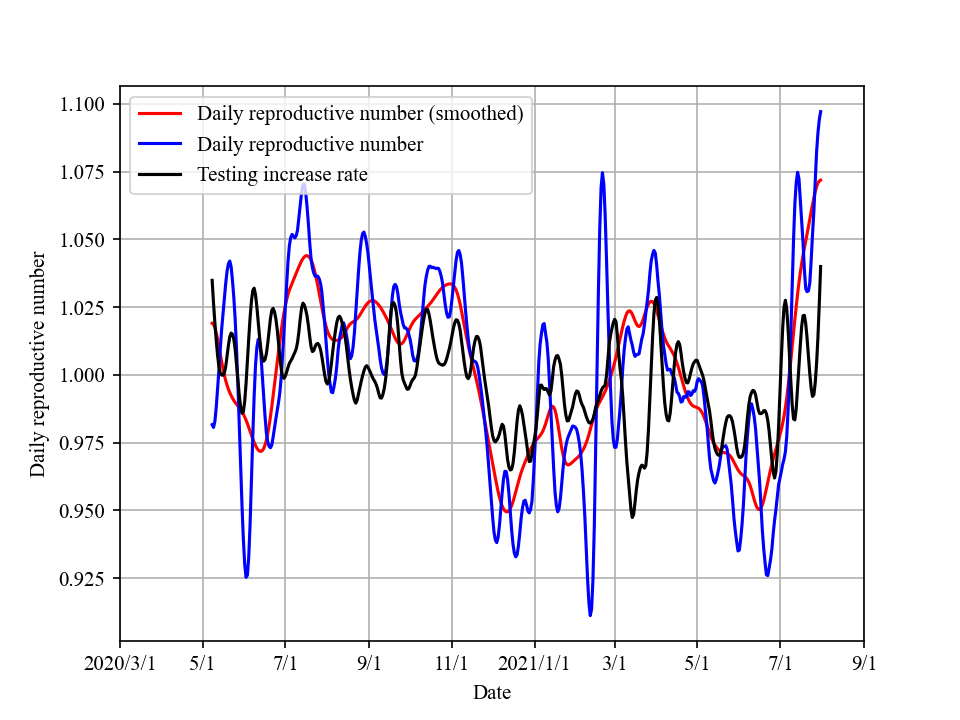 Daily reproductive number (smoothed)
Daily reproductive number
Testing increase rate
1.100
1.075
1.050
1.025
1.000
0.975
0.950
0.925
Daily reproductive number
2020/3/1 5/1 7/1 9/1 11/1 2021/1/1 3/1 5/1 7/1 9/1
Date